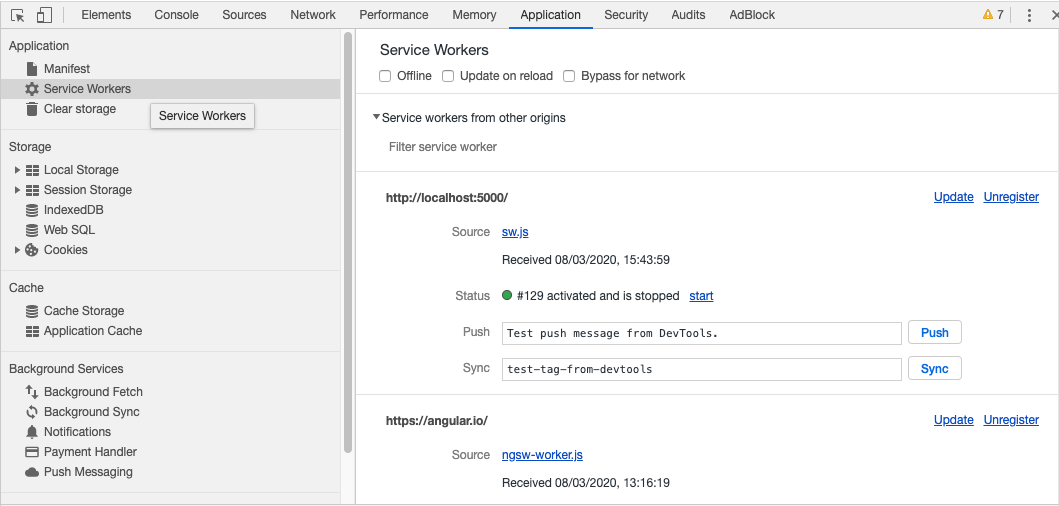 Elements Console Sources Network Performance Memory Application Security Audits AdBlock 7
Application
Manifest
Service Workers
Clear storage
Service Workers
Storage
Local Storage
Session Storage
IndexedDB
Web SQL
Cookies
Cache
Cache Storage
Application Cache
Background Services
Background Fetch
Background Sync
Notifications
Payment Handler
Push Messaging
Service Workers
Offline Update on reload Bypass for network
Service workers from other origins
Filter service worker
http://localhost:5000/ Update Unregister
Source sw.js
Received 08/03/2020, 15:43:59
Status #129 activated and is stopped start
Push Test push message from DevTools. Push
Sync test-tag-from-devtools Sync
https://angular.io/ Update Unregister
Source ngsw-worker.js
Received 08/03/2020, 13:16:19